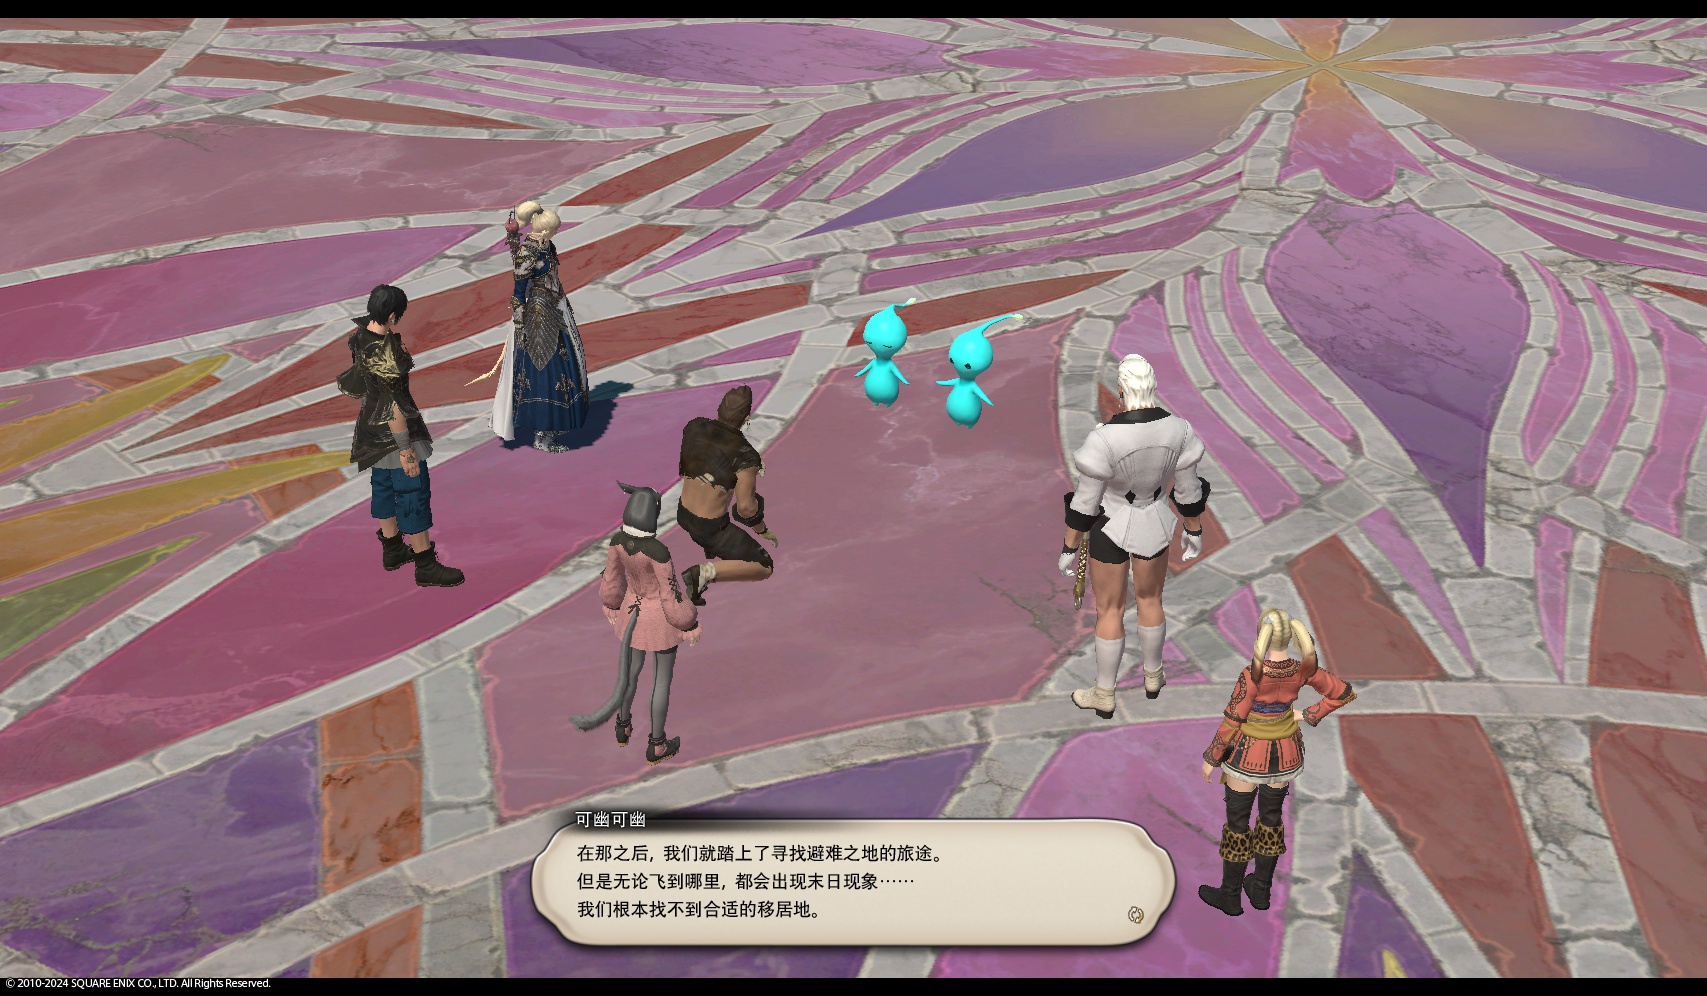 可幽可幽
在那之后，我们就踏上了寻找避难之地的旅途。
但是无论飞到哪里，都会出现末日现象……
我们根本找不到合适的移居地。
© 2010-2024 SQUARE ENIX CO., LTD. All Rights Reserved.